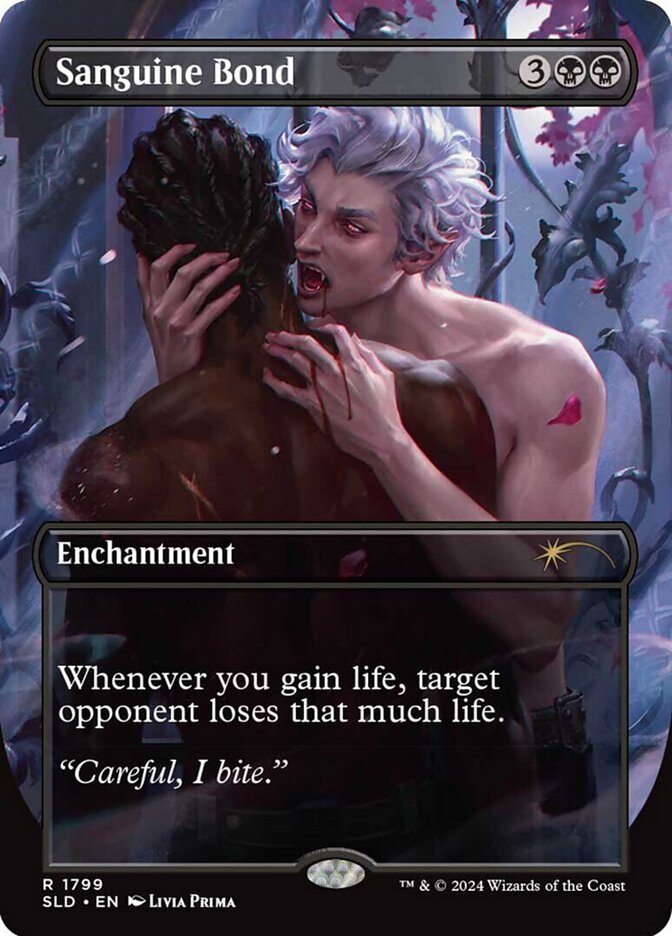 Sanguine Bond 3
Enchantment
Whenever you gain life, target
opponent loses that much life.
“Careful, I bite.”
R 1799
SLD • EN Livia Prima
™ & © 2024 Wizards of the Coast